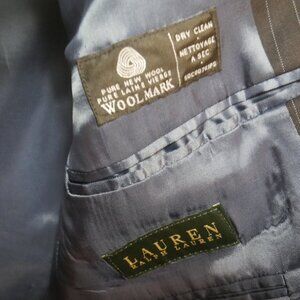 PURE NEW WOOL
PURE LAINE VIERGE
WOOLMARK
DRY CLEAN
NETTOYAGE
A SEC
LAUREN
RALPH LAUREN